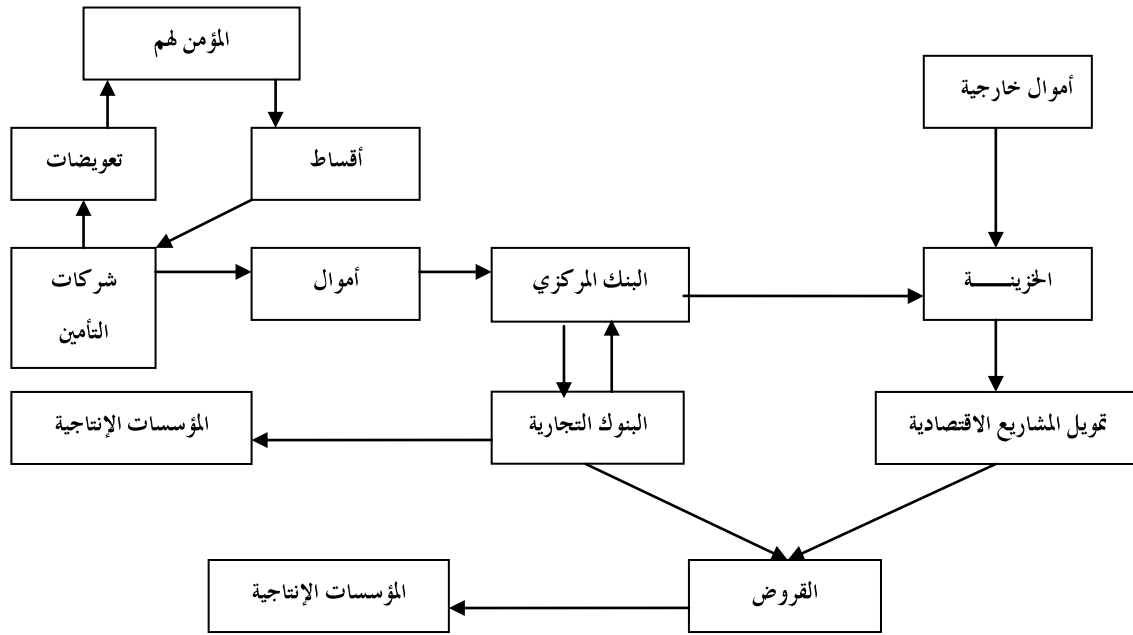 المؤمن لهم
أموال خارجية
تعويضات
أقساط
شركات
التأمين
أموال
البنك المركزي
الخزينـــــة
المؤسسات الإنتاجية
البنوك التجارية
تمويل المشاريع الاقتصادية
المؤسسات الإنتاجية
القروض